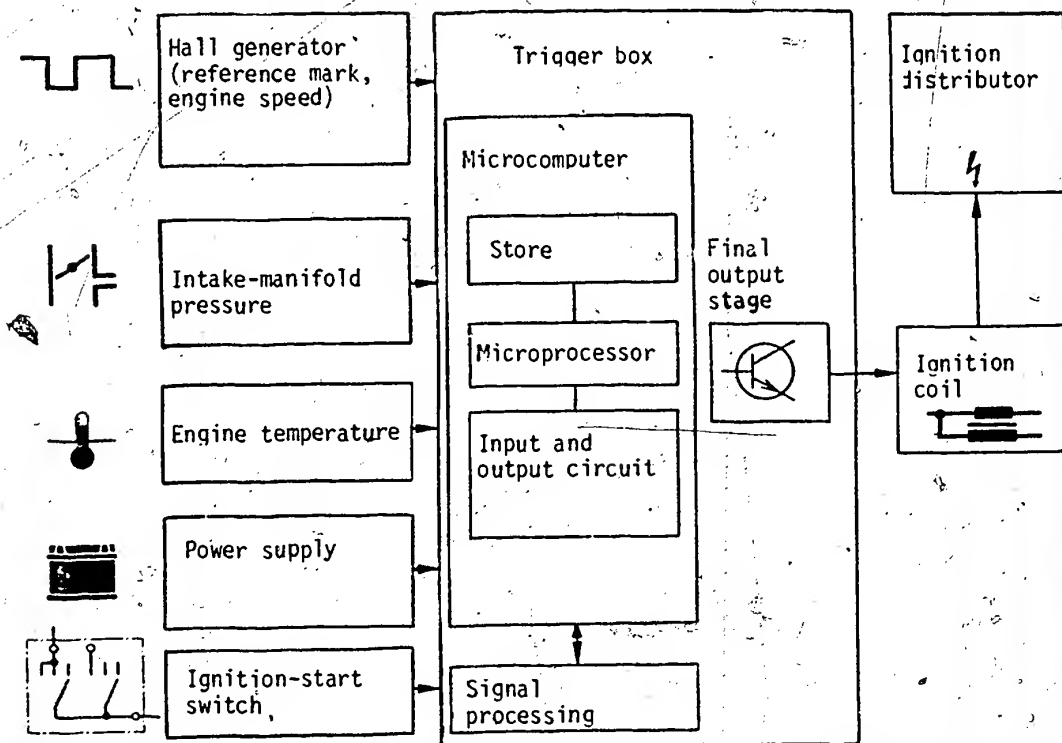 Hall generator
(reference mark,
engine speed)
Intake-manifold
pressure
Engine temperature
Power supply
Ignition-start
switch
Trigger box
Microcomputer
Store
Microprocessor
Input and
output circuit
Signal
processing
Final
output
stage
Ignition
distributor
Ignition
coil